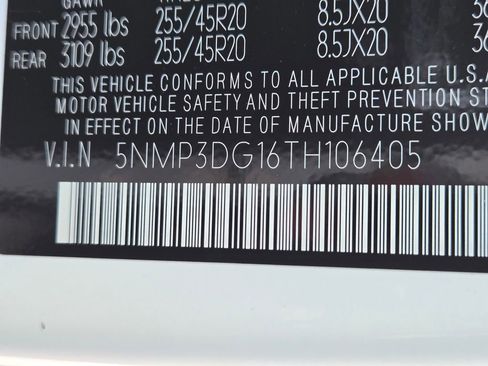 GAWR
FRONT 2955 lbs 255/45R20 8.5JX20
REAR 3109 lbs 255/45R20 8.5JX20
THIS VEHICLE CONFORMS TO ALL APPLICABLE U.S.A
MOTOR VEHICLE SAFETY AND THEFT PREVENTION
IN EFFECT ON THE DATE OF MANUFACTURE SHOW
V.I.N 5NMP3DG16TH106405